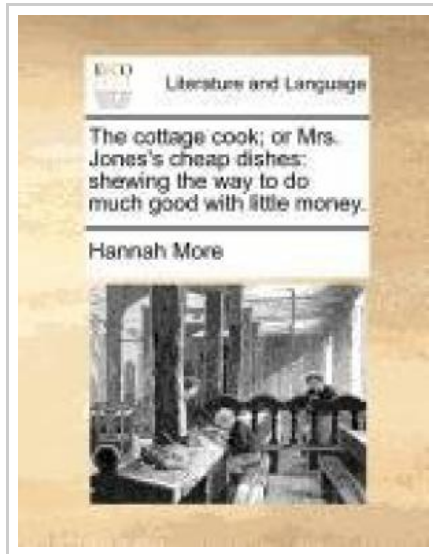 ECCO
Literature and Language
The cottage cook; or Mrs.
Jones's cheap dishes:
shewing the way to do
much good with little money.
Hannah More